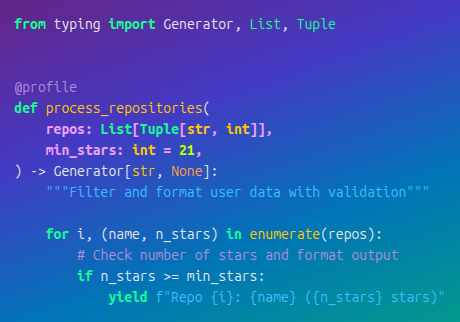 from typing import Generator, List, Tuple
@profile
def process_repositories(
    repos: List[Tuple[str, int]],
    min_stars: int = 21,
) -> Generator[str, None]:
    """Filter and format user data with validation"""
    for i, (name, n_stars) in enumerate(repos):
        # Check number of stars and format output
        if n_stars >= min_stars:
            yield f"Repo {i}: {name} ({n_stars} stars)"